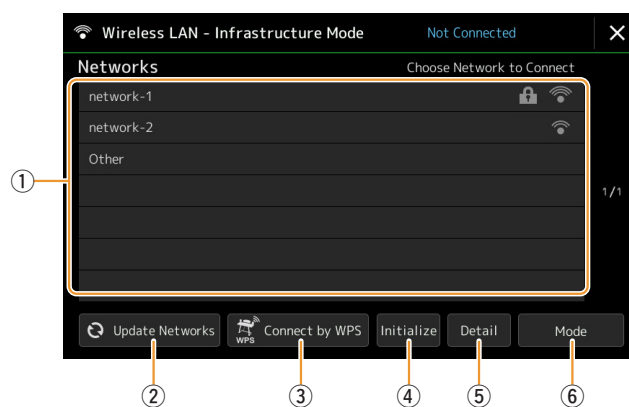 Wireless LAN - Infrastructure Mode Not Connected
Networks Choose Network to Connect
network-1
network-2
Other
①
1/1
Update Networks WPS Connect by WPS Initialize Detail Mode
② ③ ④ ⑤ ⑥